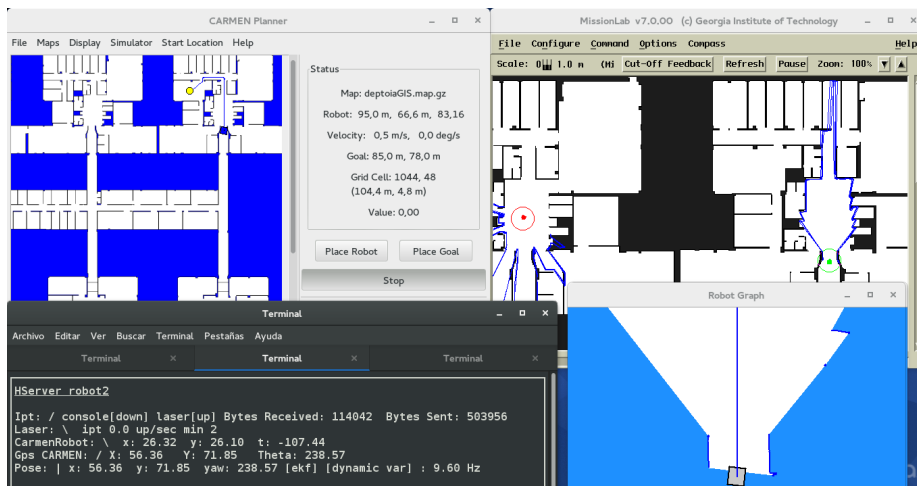 CARMEN Planner
File Maps Display Simulator Start Location Help
Status
Map: deptoiaGIS.map.gz
Robot: 95,0 m, 66,6 m, 83,16
Velocity: 0,5 m/s, 0,0 deg/s
Goal: 85,0 m, 78,0 m
Grid Cell: 1044, 48
(104,4 m, 4,8 m)
Value: 0,00
Place Robot Place Goal
Stop
MissionLab v7.0.00 (c) Georgia Institute of Technology
File Configure Command Options Compass Help
Scale: 0 1.0 m (Mi Cut-Off Feedback Refresh Pause Zoom: 100%
Robot Graph
Terminal
Archivo Editar Ver Buscar Terminal Pestañas Ayuda
Terminal Terminal Terminal
HServer robot2
Ipt: / console[down] laser[up] Bytes Received: 114042 Bytes Sent: 503956
Laser: \ ipt 0.0 up/sec min 2
CarmenRobot: \ x: 26.32 y: 26.10 t: -107.44
Gps CARMEN: / X: 56.36 Y: 71.85 Theta: 238.57
Pose: | x: 56.36 y: 71.85 yaw: 238.57 [ekf] [dynamic var] : 9.60 Hz